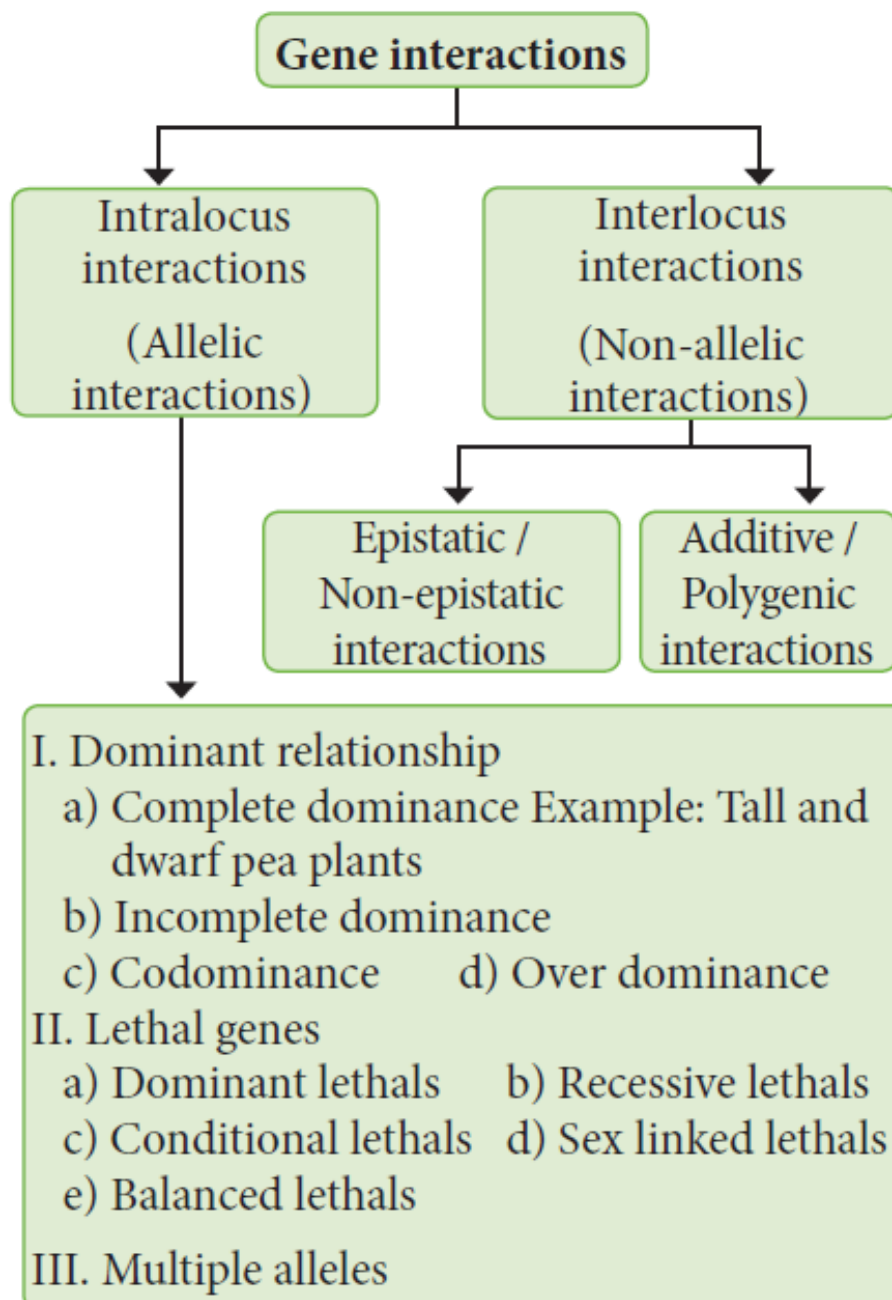 Gene interactions
Intralocus
interactions
(Allelic
interactions)
Interlocus
interactions
(Non-allelic
interactions)
Epistatic /
Non-epistatic
interactions
Additive /
Polygenic
interactions
I. Dominant relationship
a) Complete dominance Example: Tall and
dwarf pea plants
b) Incomplete dominance
c) Codominance d) Over dominance
II. Lethal genes
a) Dominant lethals b) Recessive lethals
c) Conditional lethals d) Sex linked lethals
e) Balanced lethals
III. Multiple alleles